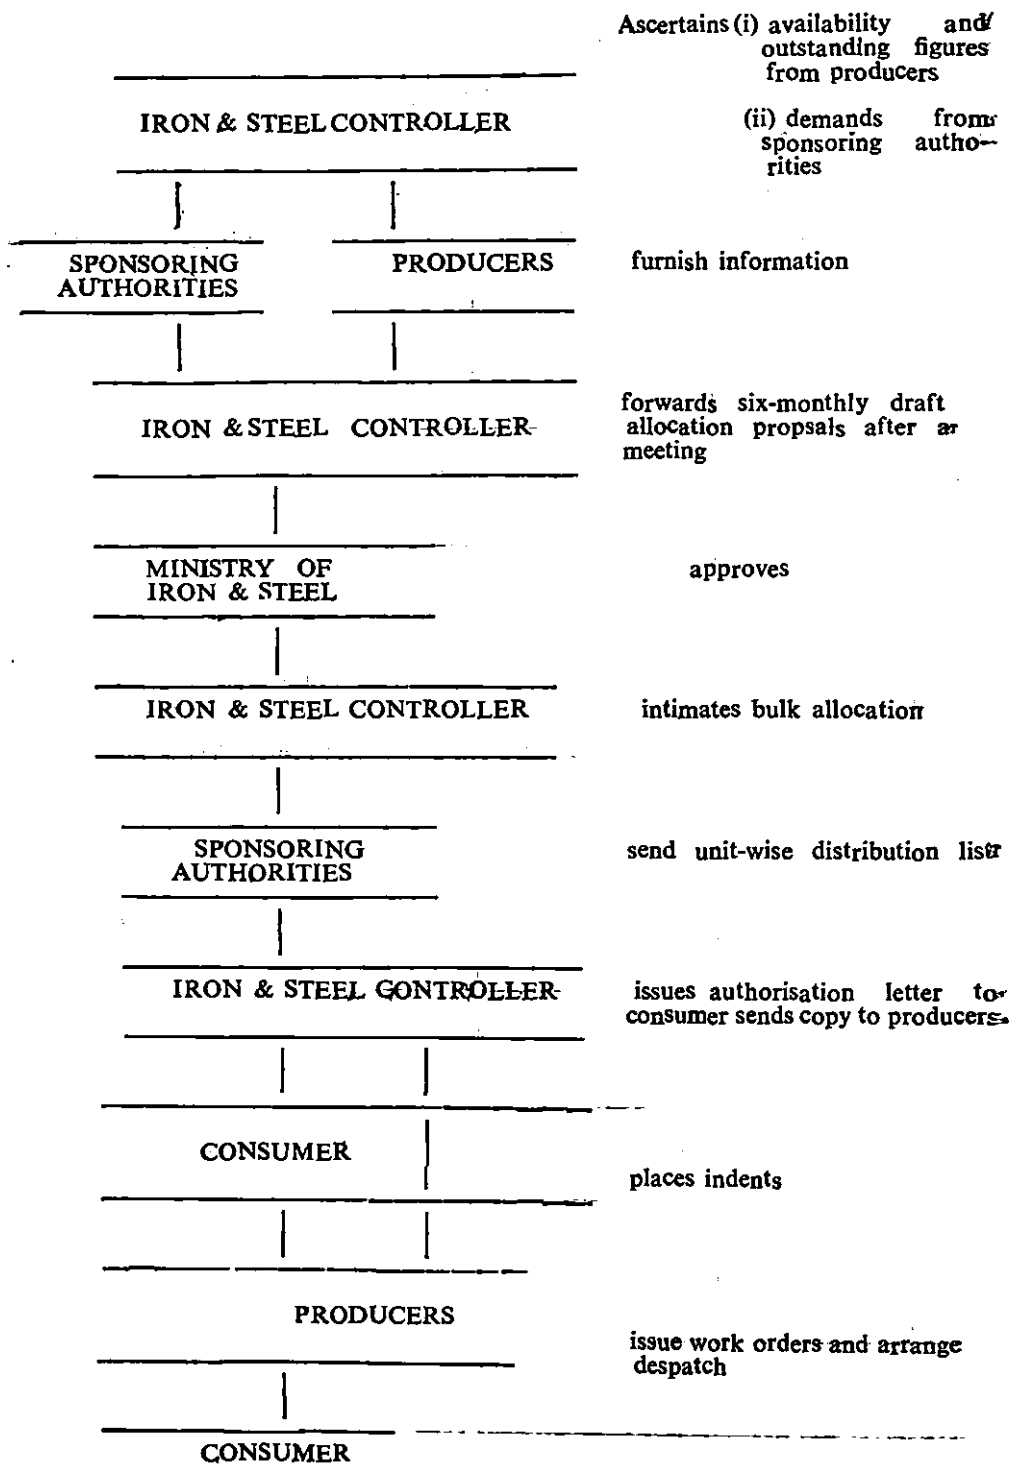 Ascertains (i) availability and
outstanding figures
from producers
IRON & STEEL CONTROLLER
(ii) demands from
sponsoring autho-
rities
SPONSORING
AUTHORITIES
PRODUCERS
furnish information
IRON & STEEL CONTROLLER
forwards six-monthly draft
allocation propsals after a
meeting
MINISTRY OF
IRON & STEEL
approves
IRON & STEEL CONTROLLER
intimates bulk allocation
SPONSORING
AUTHORITIES
send unit-wise distribution list
IRON & STEEL CONTROLLER
issues authorisation letter to
consumer sends copy to producers.
CONSUMER
places indents
PRODUCERS
issue work orders and arrange
despatch
CONSUMER